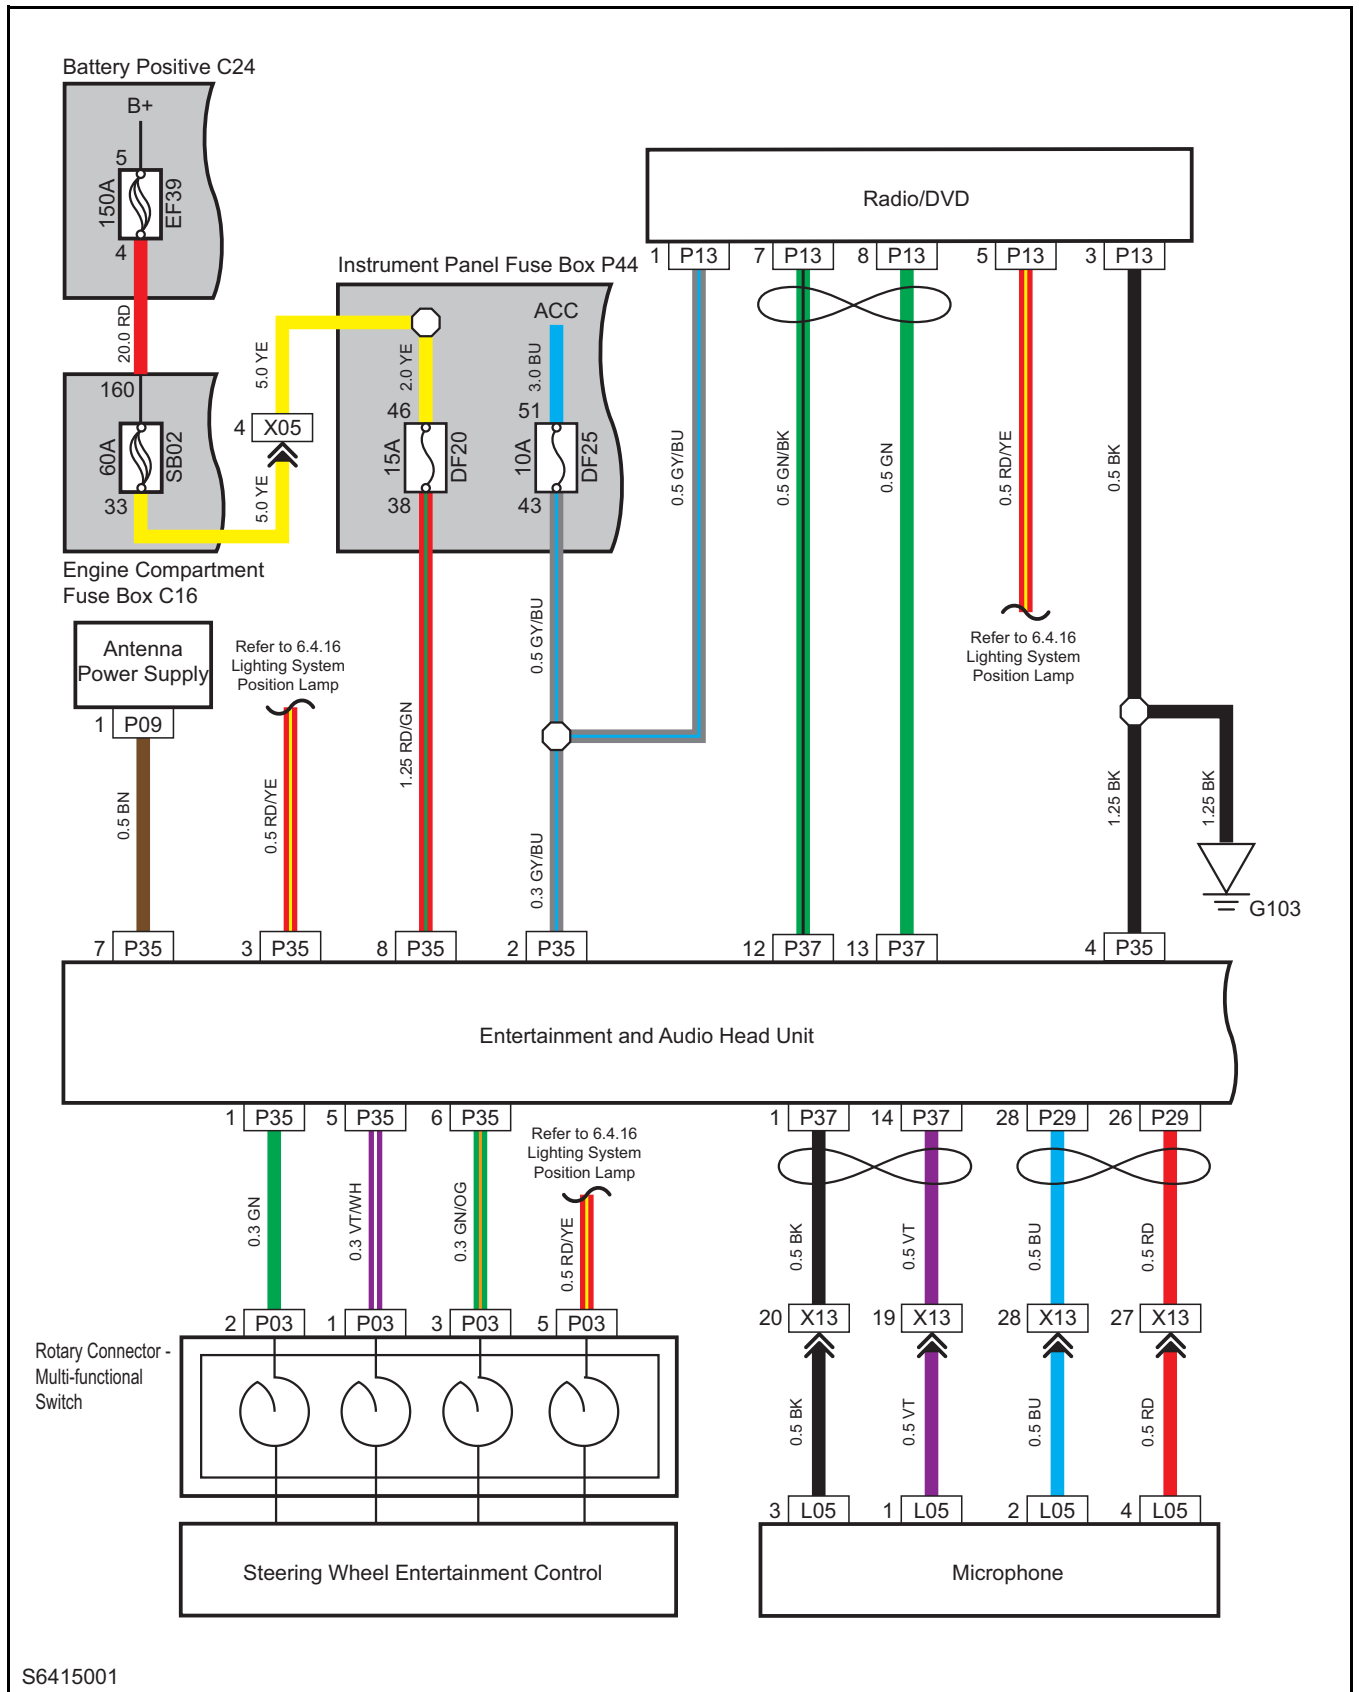 Battery Positive C24
B+
5
150A
EF39
4
20.0 RD
160
60A
SB02
33
Engine Compartment
Fuse Box C16
5.0 YE
4 X05
5.0 YE
Instrument Panel Fuse Box P44
ACC
2.0 YE
3.0 BU
46
51
15A
DF20
10A
DF25
38
43
Radio/DVD
1 P13
7 P13
8 P13
5 P13
3 P13
0.5 GY/BU
0.5 GN/BK
0.5 GN
0.5 RD/YE
0.5 BK
Refer to 6.4.16
Lighting System
Position Lamp
Antenna
Power Supply
1 P09
Refer to 6.4.16
Lighting System
Position Lamp
0.5 BN
0.5 RD/YE
1.25 RD/GN
0.5 GY/BU
0.3 GY/BU
1.25 BK
1.25 BK
G103
7 P35
3 P35
8 P35
2 P35
12 P37
13 P37
4 P35
Entertainment and Audio Head Unit
1 P35
5 P35
6 P35
1 P37
14 P37
28 P29
26 P29
Refer to 6.4.16
Lighting System
Position Lamp
0.3 GN
0.3 VT/WH
0.3 GN/OG
0.5 RD/YE
0.5 BK
0.5 VT
0.5 BU
0.5 RD
2 P03
1 P03
3 P03
5 P03
20 X13
19 X13
28 X13
27 X13
Rotary Connector -
Multi-functional
Switch
0.5 BK
0.5 VT
0.5 BU
0.5 RD
3 L05
1 L05
2 L05
4 L05
Steering Wheel Entertainment Control
Microphone
S6415001